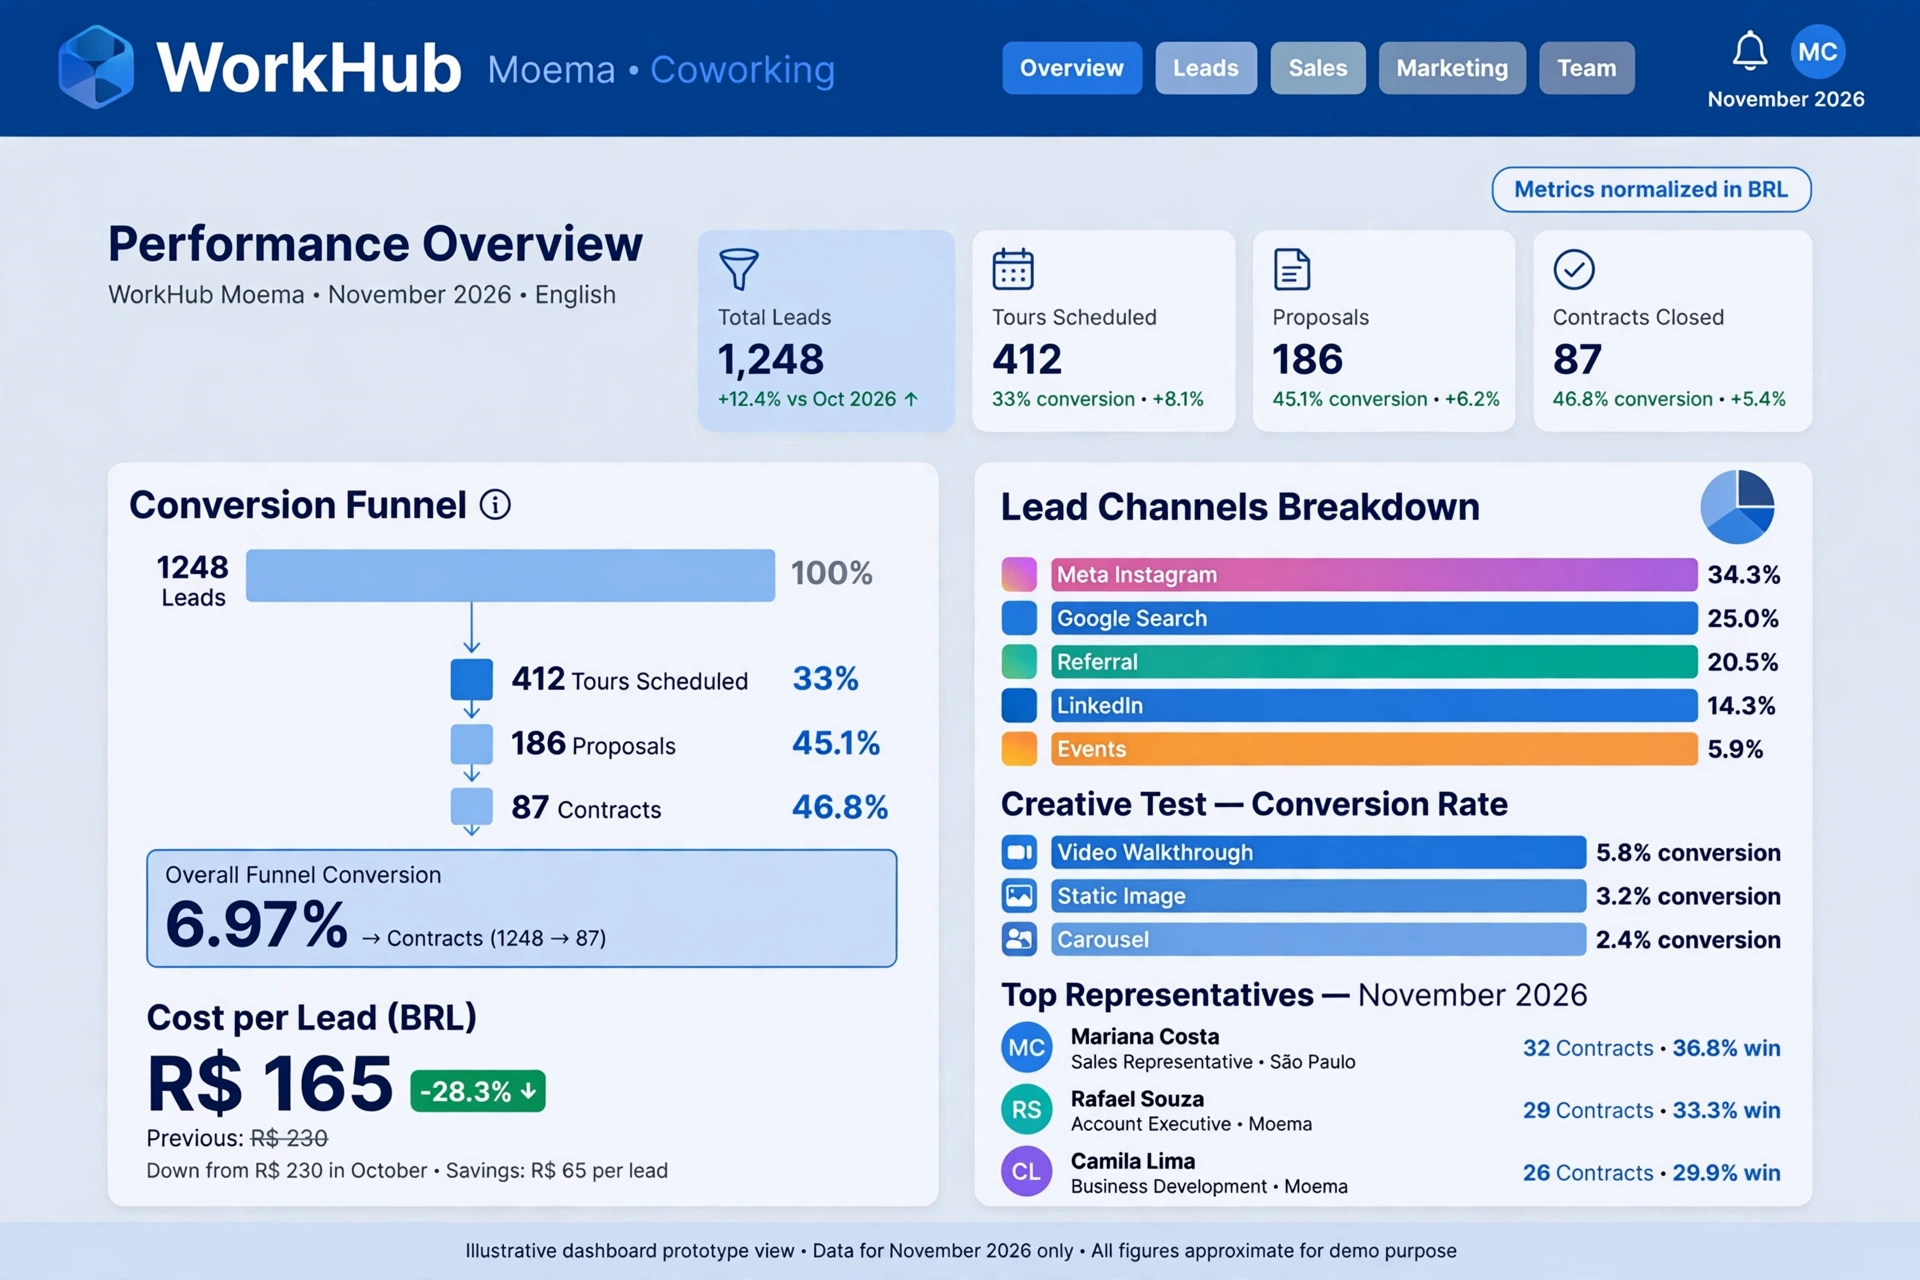 WorkHub Moema • Coworking
Overview Leads Sales Marketing Team
MC
November 2026
Metrics normalized in BRL
Performance Overview
WorkHub Moema • November 2026 • English
Total Leads
1,248
+12.4% vs Oct 2026 ↑
Tours Scheduled
412
33% conversion • +8.1%
Proposals
186
45.1% conversion • +6.2%
Contracts Closed
87
46.8% conversion • +5.4%
Conversion Funnel
1248
Leads
100%
412 Tours Scheduled 33%
186 Proposals 45.1%
87 Contracts 46.8%
Overall Funnel Conversion
6.97% → Contracts (1248 → 87)
Cost per Lead (BRL)
R$ 165 -28.3% ↓
Previous: R$ 230
Down from R$ 230 in October • Savings: R$ 65 per lead
Lead Channels Breakdown
Meta Instagram 34.3%
Google Search 25.0%
Referral 20.5%
LinkedIn 14.3%
Events 5.9%
Creative Test — Conversion Rate
Video Walkthrough 5.8% conversion
Static Image 3.2% conversion
Carousel 2.4% conversion
Top Representatives — November 2026
MC Mariana Costa
Sales Representative • São Paulo
32 Contracts • 36.8% win
RS Rafael Souza
Account Executive • Moema
29 Contracts • 33.3% win
CL Camila Lima
Business Development • Moema
26 Contracts • 29.9% win
Illustrative dashboard prototype view • Data for November 2026 only • All figures approximate for demo purpose